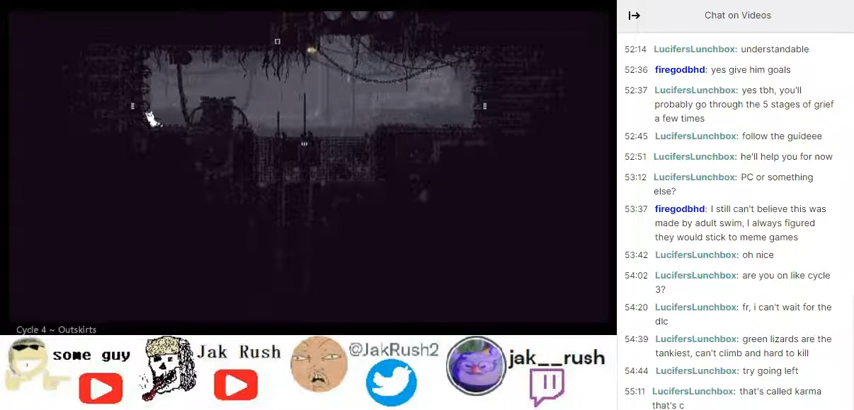 Chat on Videos
52:14 LucifersLunchbox: understandable
52:36 firegodbhd: yes give him goals
52:37 LucifersLunchbox: yes tbh, you'll
probably go through the 5 stages of grief
a few times
52:45 LucifersLunchbox: follow the guideee
52:51 LucifersLunchbox: he'll help you for now
53:12 LucifersLunchbox: PC or something
else?
53:37 firegodbhd: I still can't believe this was
made by adult swim, I always figured
they would stick to meme games
53:42 LucifersLunchbox: oh nice
54:02 LucifersLunchbox: are you on like cycle
3?
54:20 LucifersLunchbox: fr, i can't wait for the
dlc
54:39 LucifersLunchbox: green lizards are the
tankiest, can't climb and hard to kill
54:44 LucifersLunchbox: try going left
55:11 LucifersLunchbox: that's called karma
that's c
Cycle 4 ~ Outskirts
some guy
Jak Rush
@JakRush2
jak__rush